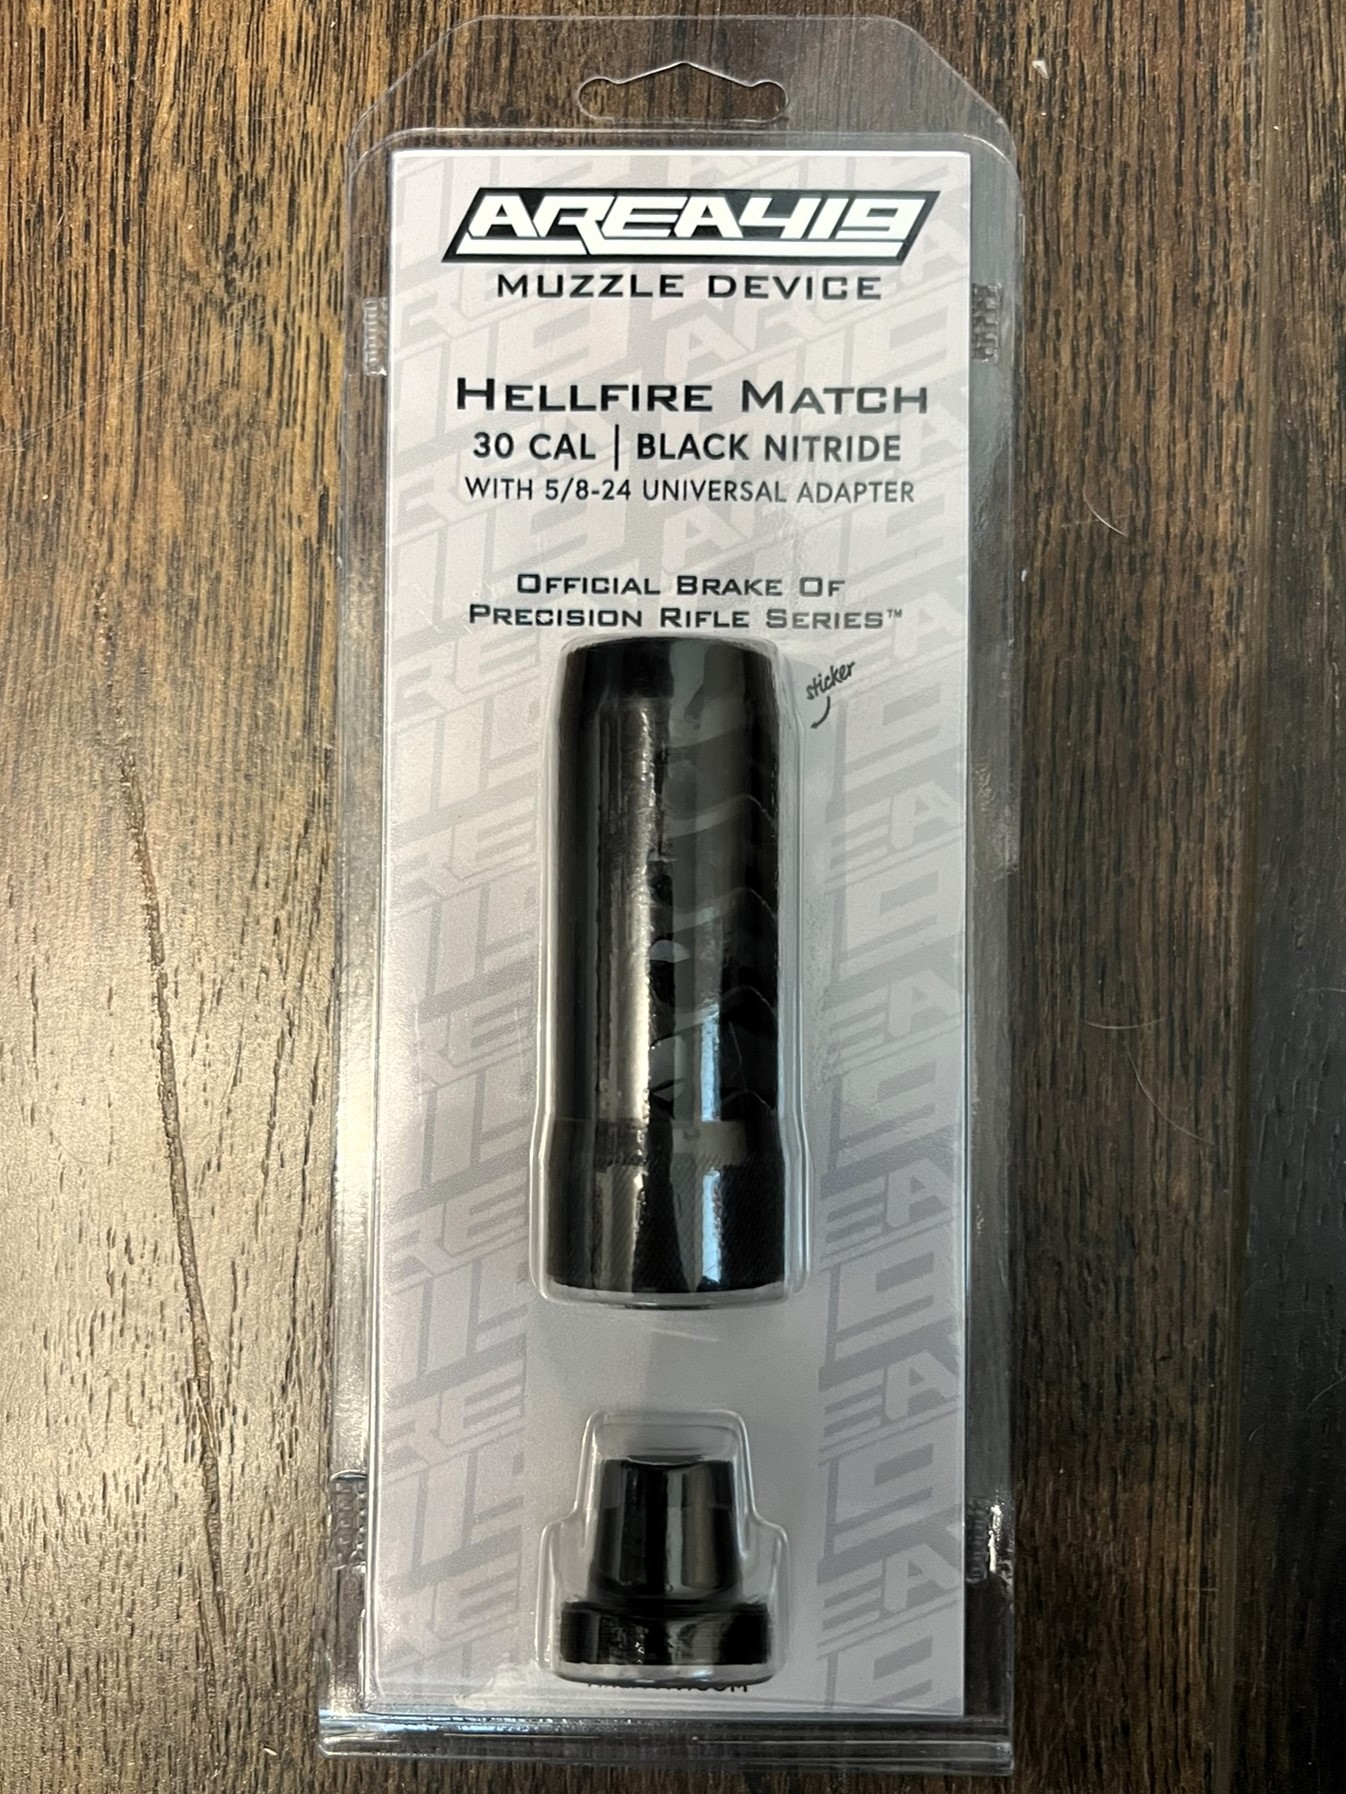 AREA419
MUZZLE DEVICE
HELLFIRE MATCH
30 CAL | BLACK NITRIDE
WITH 5/8-24 UNIVERSAL ADAPTER
OFFICIAL BRAKE OF
PRECISION RIFLE SERIES™
sticker